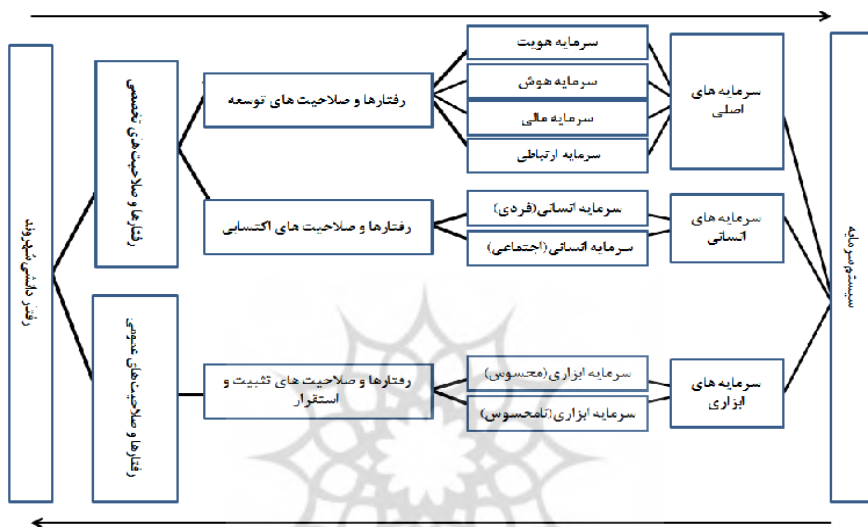 سیستم سرمایه
سرمایه های
اصلی
سرمایه های
انسانی
سرمایه های
ابزاری
سرمایه هویت
سرمایه هوش
سرمایه مالی
سرمایه ارتباطی
سرمایه انسانی(فردی)
سرمایه انسانی(اجتماعی)
سرمایه ابزاری(محسوس)
سرمایه ابزاری(نامحسوس)
رفتارها و صلاحیت های توسعه
رفتارها و صلاحیت های اکتسابی
رفتارها و صلاحیت های تثبیت و
استقرار
رفتارها و صلاحیت‌های تخصصی
رفتارها و صلاحیت‌های عمومی
رفتار دانشی شهروند